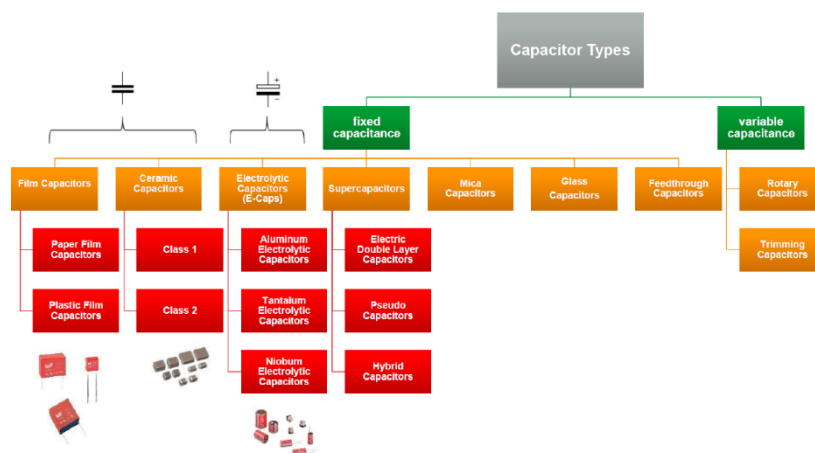 Capacitor Types
+
−
fixed
capacitance
variable
capacitance
Film Capacitors
Ceramic
Capacitors
Electrolytic
Capacitors
(E-Caps)
Supercapacitors
Mica
Capacitors
Glass
Capacitors
Feedthrough
Capacitors
Rotary
Capacitors
Paper Film
Capacitors
Class 1
Aluminum
Electrolytic
Capacitors
Electric
Double Layer
Capacitors
Trimming
Capacitors
Plastic Film
Capacitors
Class 2
Tantalum
Electrolytic
Capacitors
Pseudo
Capacitors
Niobum
Electrolytic
Capacitors
Hybrid
Capacitors